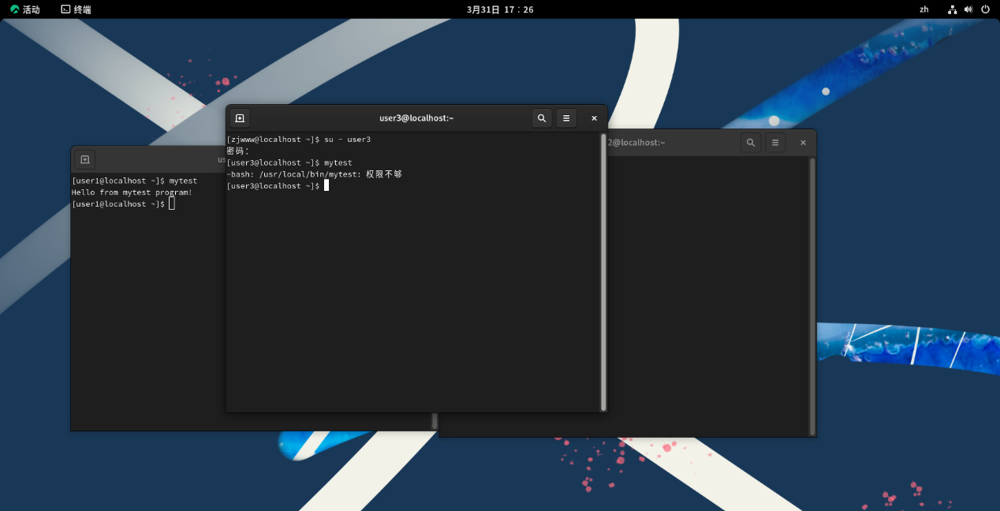 活动 终端 3月31日 17：26 zh
user3@localhost:~
[zjwww@localhost ~]$ su - user3
密码：
[user3@localhost ~]$ mytest
-bash: /usr/local/bin/mytest: 权限不够
[user3@localhost ~]$
2@localhost:~
us
[user1@localhost ~]$ mytest
Hello from mytest program!
[user1@localhost ~]$